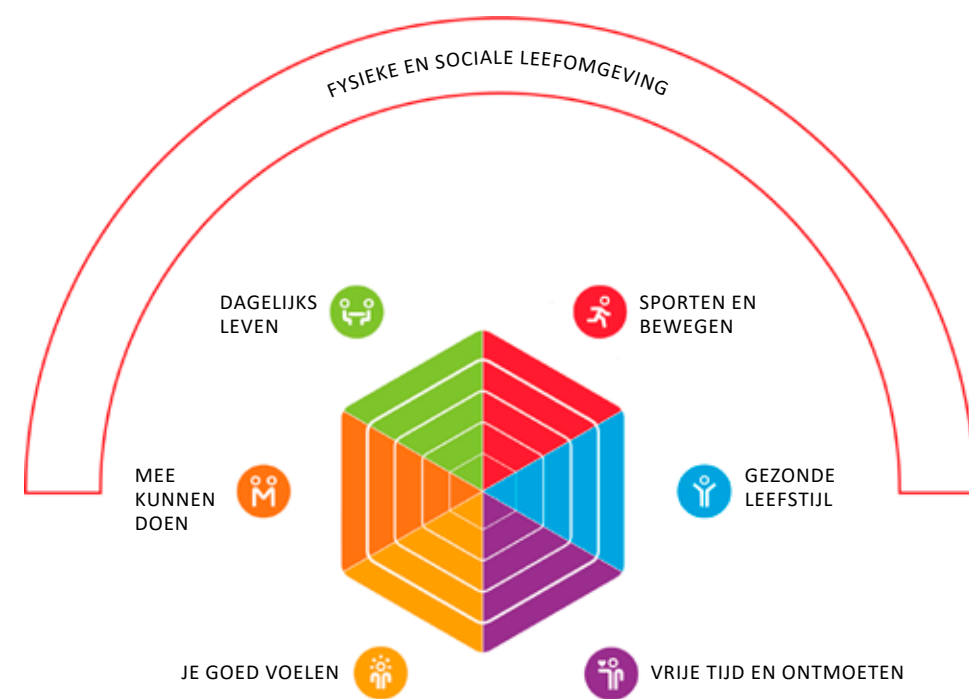 FYSIEKE EN SOCIALE LEEFOMGEVING
DAGELIJKS
LEVEN
SPORTEN EN
BEWEGEN
MEE
KUNNEN
DOEN
GEZONDE
LEEFSTIJL
JE GOED VOELEN
VRIJE TIJD EN ONTMOETEN